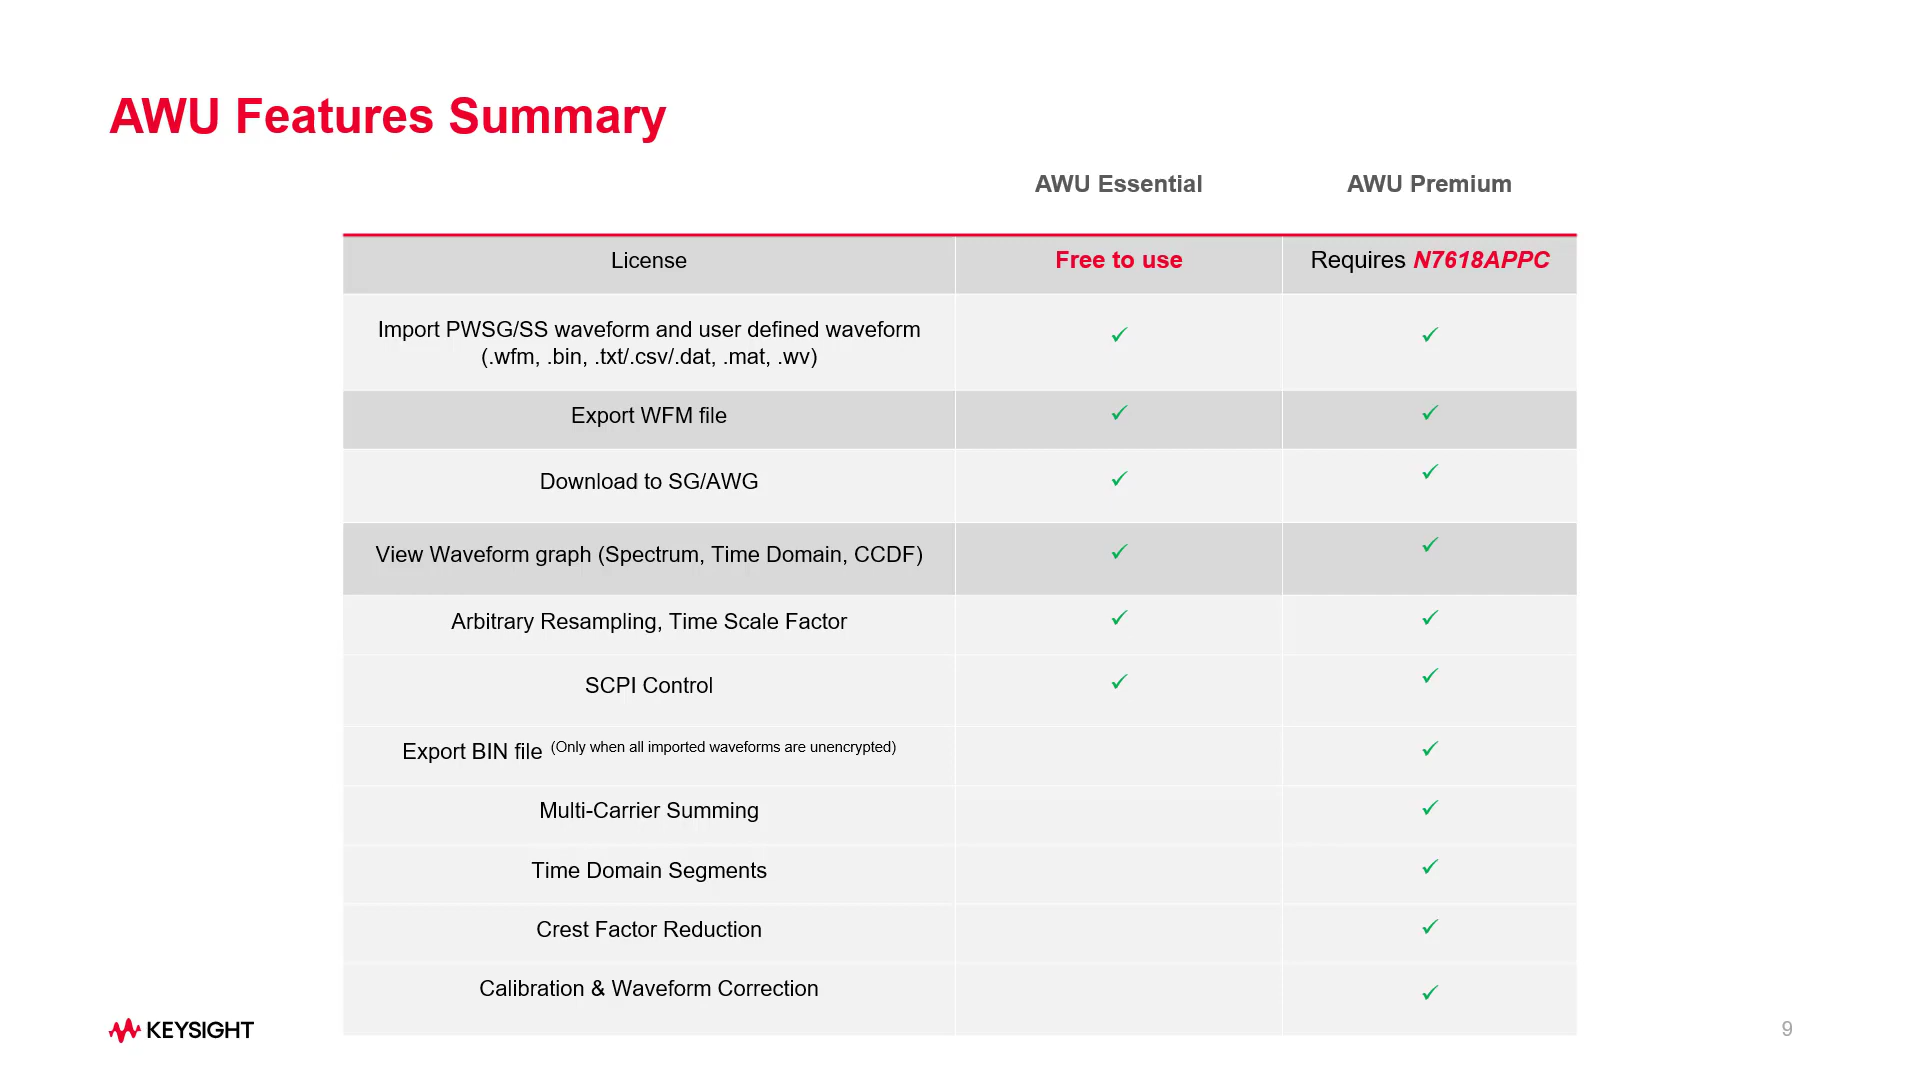 AWU Features Summary
AWU Essential
AWU Premium
License
Free to use
Requires N7618APPC
Import PWSG/SS waveform and user defined waveform
(.wfm, .bin, .txt/.csv/.dat, .mat, .wv)
✓
✓
Export WFM file
✓
✓
Download to SG/AWG
✓
✓
View Waveform graph (Spectrum, Time Domain, CCDF)
✓
✓
Arbitrary Resampling, Time Scale Factor
✓
✓
SCPI Control
✓
✓
Export BIN file (Only when all imported waveforms are unencrypted)
✓
Multi-Carrier Summing
✓
Time Domain Segments
✓
Crest Factor Reduction
✓
Calibration & Waveform Correction
✓
KEYSIGHT
9